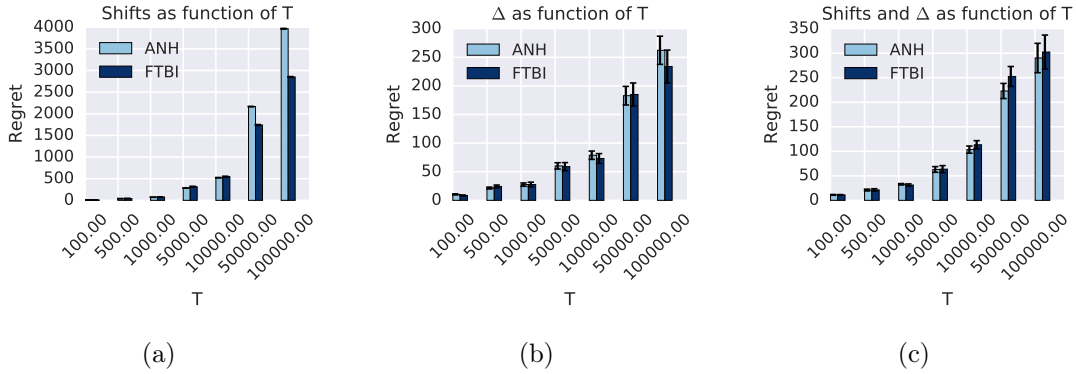 Shifts as function of T
4000
3500
3000
2500
2000
1500
1000
500
0
Regret
ANH
FTBI
100.00
500.00
1000.00
5000.00
10000.00
50000.00
100000.00
T
(a)
Δ as function of T
300
250
200
150
100
50
0
Regret
ANH
FTBI
100.00
500.00
1000.00
5000.00
10000.00
50000.00
100000.00
T
(b)
Shifts and Δ as function of T
350
300
250
200
150
100
50
0
Regret
ANH
FTBI
100.00
500.00
1000.00
5000.00
10000.00
50000.00
100000.00
T
(c)